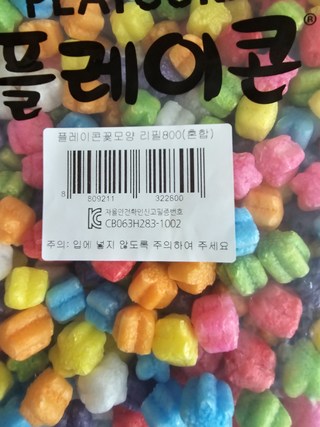 플레이콘®
플레이콘꽃모양 리필800(혼합)
8 809211 322600
자율안전확인신고필증번호
CB063H283-1002
주의: 입에 넣지 않도록 주의하여 주세요